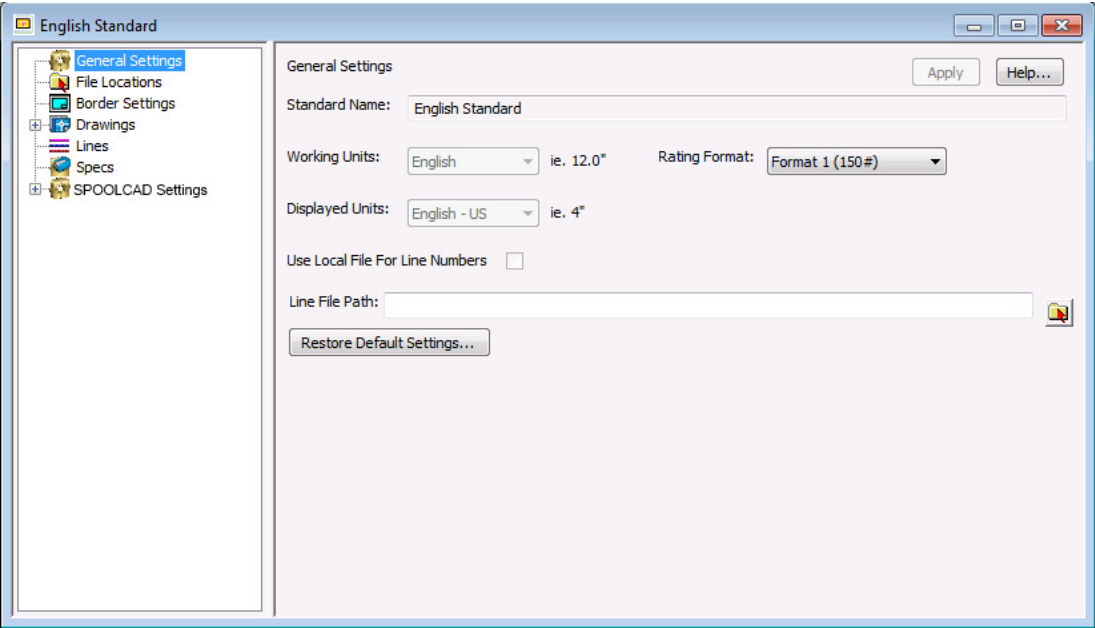 English Standard
General Settings
File Locations
Border Settings
Drawings
Lines
Specs
SPOOLCAD Settings
General Settings
Apply
Help...
Standard Name: English Standard
Working Units: English ie. 12.0" Rating Format: Format 1 (150#)
Displayed Units: English - US ie. 4"
Use Local File For Line Numbers
Line File Path:
Restore Default Settings...